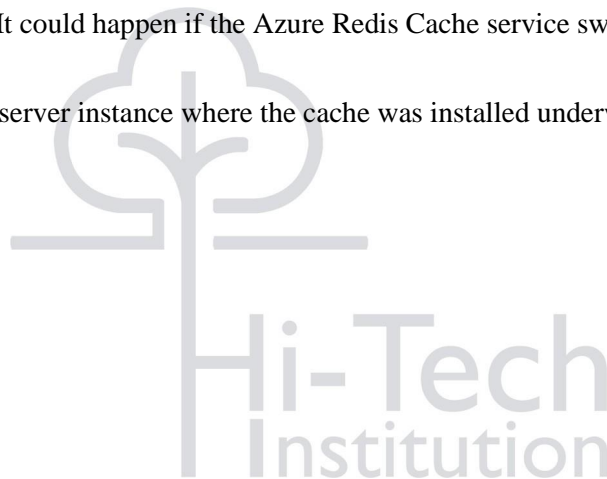 It could happen if the Azure Redis Cache service sw
server instance where the cache was installed under
Hi-Tech
Institution